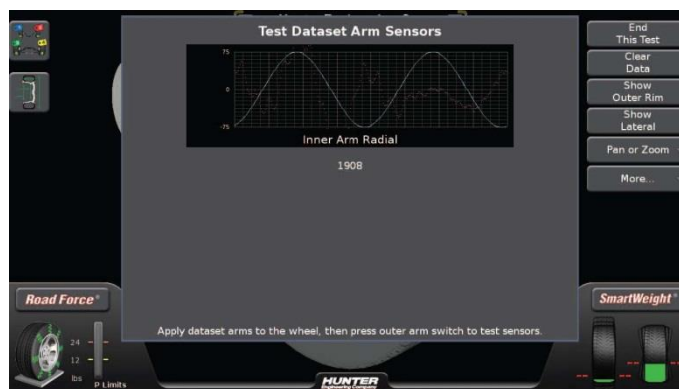 Test Dataset Arm Sensors
75
0
-75
Inner Arm Radial
1908
Apply dataset arms to the wheel, then press outer arm switch to test sensors.
End
This Test
Clear
Data
Show
Outer Rim
Show
Lateral
Pan or Zoom
More...
Road Force®
24
12
lbs
P Limits
HUNTER
Engineering Company
SmartWeight®